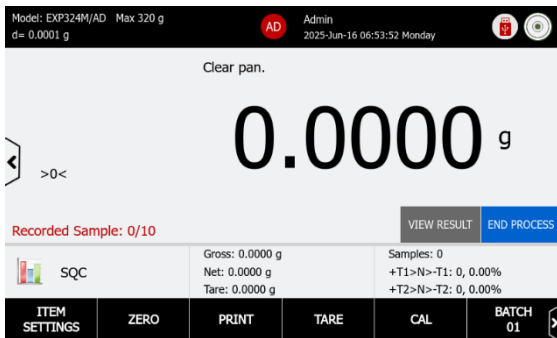 Model: EXP324M/AD Max 320 g
d= 0.0001 g
AD
Admin
2025-Jun-16 06:53:52 Monday
Clear pan.
0.0000 g
>0<
Recorded Sample: 0/10
VIEW RESULT
END PROCESS
SQC
Gross: 0.0000 g
Net: 0.0000 g
Tare: 0.0000 g
Samples: 0
+T1>N>-T1: 0, 0.00%
+T2>N>-T2: 0, 0.00%
ITEM
SETTINGS
ZERO
PRINT
TARE
CAL
BATCH
01